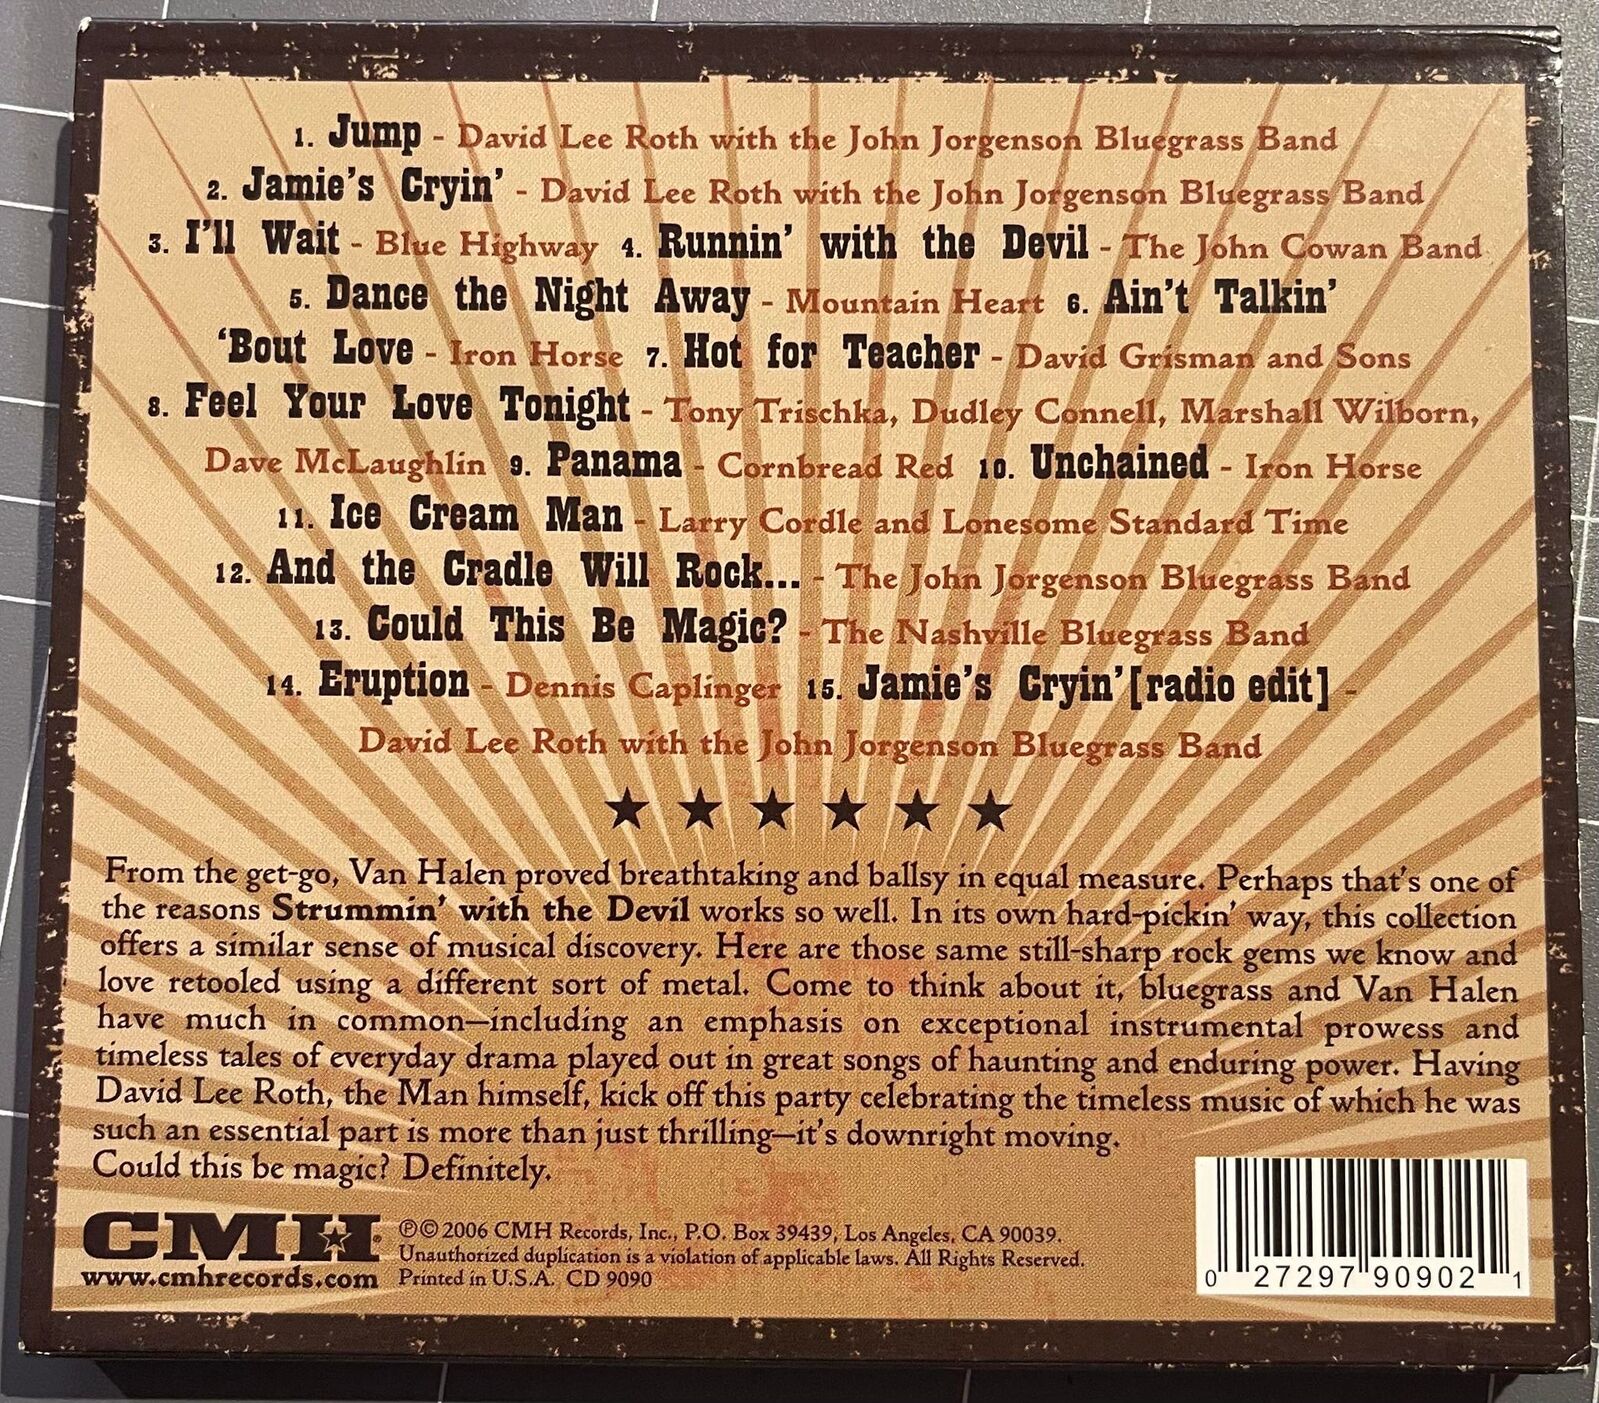 1. Jump - David Lee Roth with the John Jorgenson Bluegrass Band
2. Jamie's Cryin' - David Lee Roth with the John Jorgenson Bluegrass Band
3. I'll Wait - Blue Highway 4. Runnin' with the Devil - The John Cowan Band
5. Dance the Night Away - Mountain Heart 6. Ain't Talkin'
'Bout Love - Iron Horse 7. Hot for Teacher - David Grisman and Sons
8. Feel Your Love Tonight - Tony Trischka, Dudley Connell, Marshall Wilborn,
Dave McLaughlin 9. Panama - Cornbread Red 10. Unchained - Iron Horse
11. Ice Cream Man - Larry Cordle and Lonesome Standard Time
12. And the Cradle Will Rock... - The John Jorgenson Bluegrass Band
13. Could This Be Magic? - The Nashville Bluegrass Band
14. Eruption - Dennis Caplinger 15. Jamie's Cryin' [radio edit] -
David Lee Roth with the John Jorgenson Bluegrass Band
From the get-go, Van Halen proved breathtaking and ballsy in equal measure. Perhaps that's one of
the reasons Strummin' with the Devil works so well. In its own hard-pickin' way, this collection
offers a similar sense of musical discovery. Here are those same still-sharp rock gems we know and
love retooled using a different sort of metal. Come to think about it, bluegrass and Van Halen
have much in common—including an emphasis on exceptional instrumental prowess and
timeless tales of everyday drama played out in great songs of haunting and enduring power. Having
David Lee Roth, the Man himself, kick off this party celebrating the timeless music of which he was
such an essential part is more than just thrilling—it's downright moving.
Could this be magic? Definitely.
CMH®
www.cmhrecords.com
℗© 2006 CMH Records, Inc., P.O. Box 39439, Los Angeles, CA 90039.
Unauthorized duplication is a violation of applicable laws. All Rights Reserved.
Printed in U.S.A. CD 9090
0 27297 90902 1